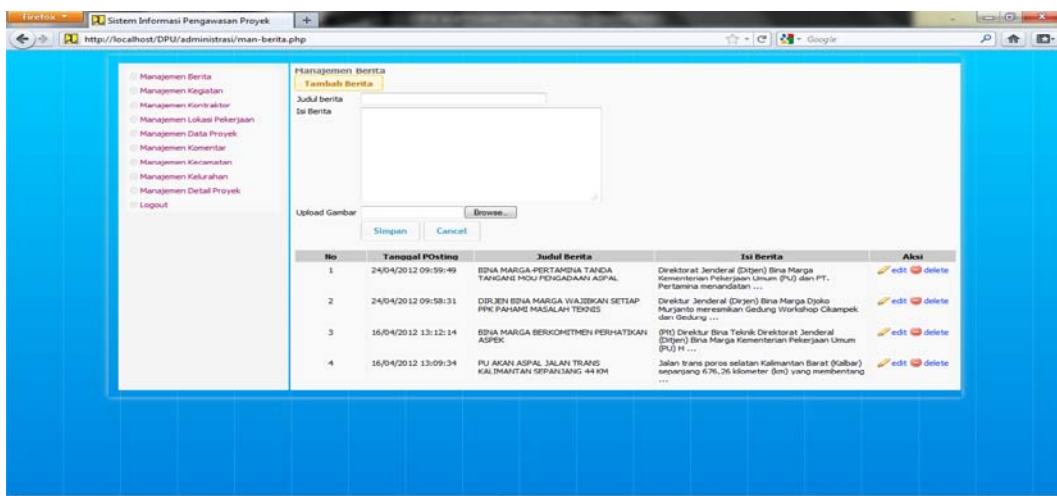 Firefox
Sistem Informasi Pengawasan Proyek
http://localhost/DPU/administrasi/man-berita.php
Google
Manajemen Berita
Manajemen Kegiatan
Manajemen Kontraktor
Manajemen Lokasi Pekerjaan
Manajemen Data Proyek
Manajemen Komentar
Manajemen Kecamatan
Manajemen Kelurahan
Manajemen Detail Proyek
Logout
Manajemen Berita
Tambah Berita
Judul berita
Isi Berita
Upload Gambar Browse...
Simpan Cancel
No Tanggal POsting Judul Berita Isi Berita Aksi
1 24/04/2012 09:59:49 BINA MARGA-PERTAMINA TANDA Direktorat Jenderal (Ditjen) Bina Marga edit delete
TANGANI MOU PENGADAAN ASPAL Kementerian Pekerjaan Umum (PU) dan PT.
Pertamina menandatan ...
2 24/04/2012 09:58:31 DIRJEN BINA MARGA WAJIBKAN SETIAP Direktur Jenderal (Dirjen) Bina Marga Djoko edit delete
PPK PAHAMI MASALAH TEKNIS Murjanto meresmikan Gedung Workshop Cikampek
dan Gedung ...
3 16/04/2012 13:12:14 BINA MARGA BERKOMITMEN PERHATIKAN (Plt) Direktur Bina Teknik Direktorat Jenderal edit delete
ASPEK (Ditjen) Bina Marga Kementerian Pekerjaan Umum
(PU) H ...
4 16/04/2012 13:09:34 PU AKAN ASPAL JALAN TRANS Jalan trans poros selatan Kalimantan Barat (Kalbar) edit delete
KALIMANTAN SEPANJANG 44 KM sepanjang 676,26 kilometer (km) yang membentang
...